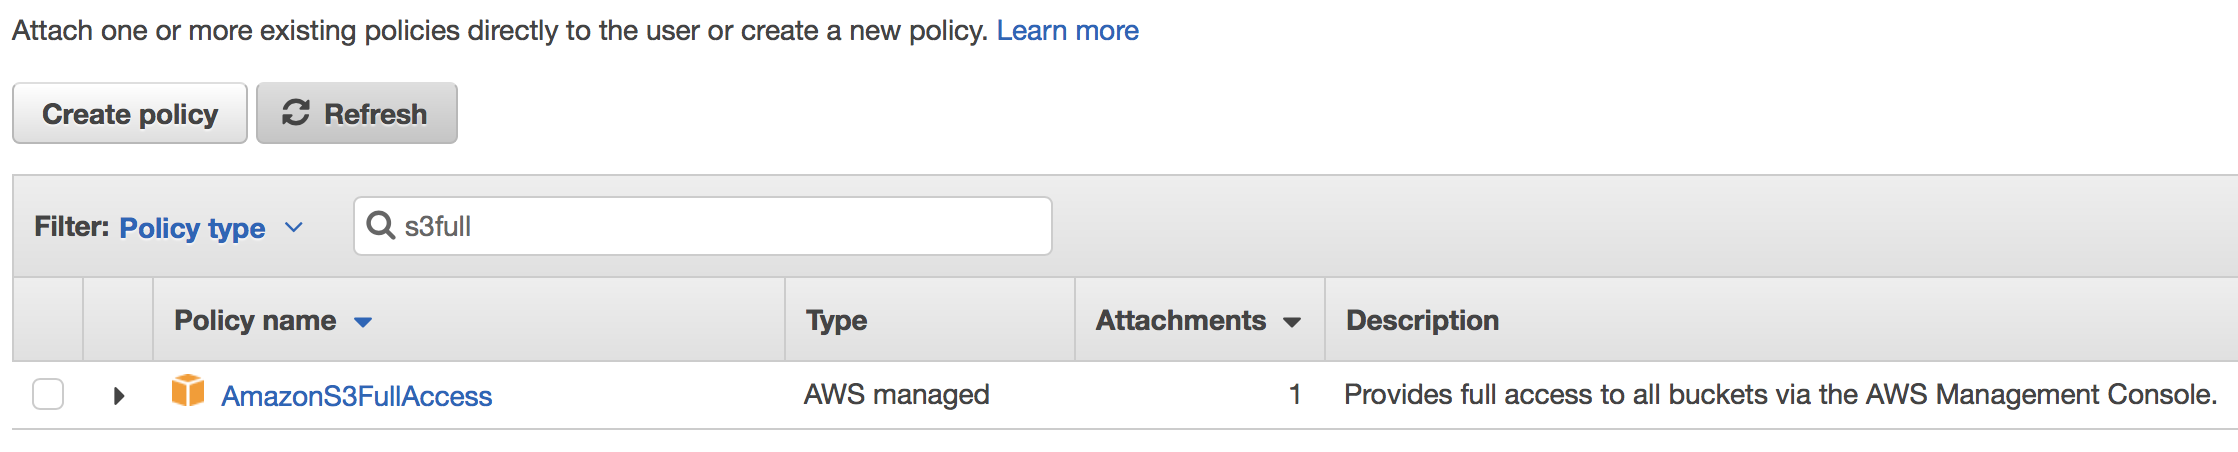 Attach one or more existing policies directly to the user or create a new policy. Learn more
Create policy Refresh
Filter: Policy type s3full
Policy name Type Attachments Description
AmazonS3FullAccess AWS managed 1 Provides full access to all buckets via the AWS Management Console.